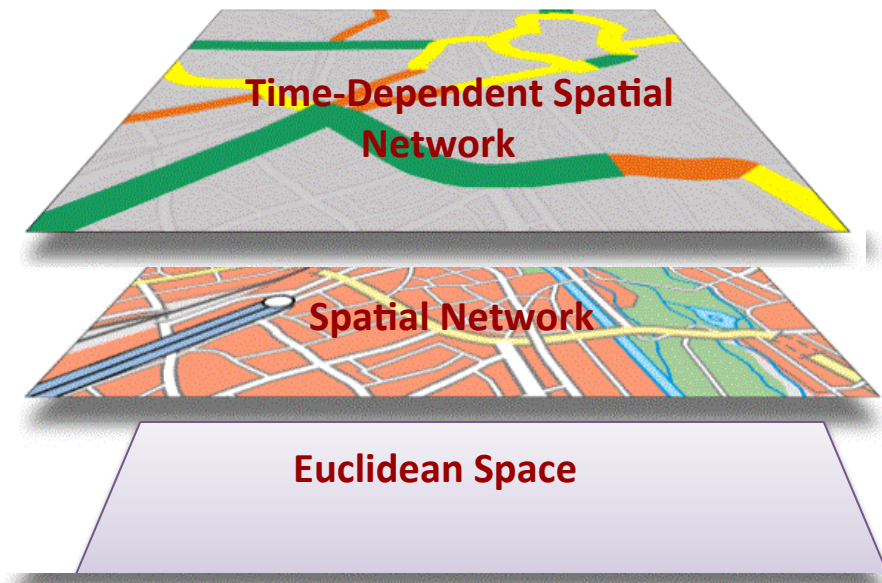 Time-Dependent Spatial
Network
Spatial Network
Euclidean Space